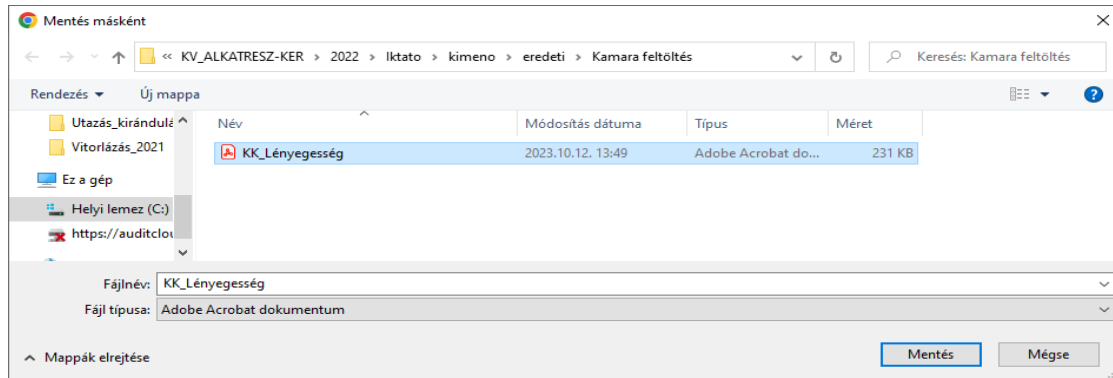 Mentés másként
« KV_ALKATRESZ-KER › 2022 › Iktato › kimeno › eredeti › Kamara feltöltés
Keresés: Kamara feltöltés
Rendezés Új mappa
Név Módosítás dátuma Típus Méret
Utazás_kirándulá
KK_Lényegesség 2023.10.12. 13:49 Adobe Acrobat do... 231 KB
Vitorlázás_2021
Ez a gép
Helyi lemez (C:)
https://auditclou
Fájlnév: KK_Lényegesség
Fájl típusa: Adobe Acrobat dokumentum
Mappák elrejtése
Mentés Mégse